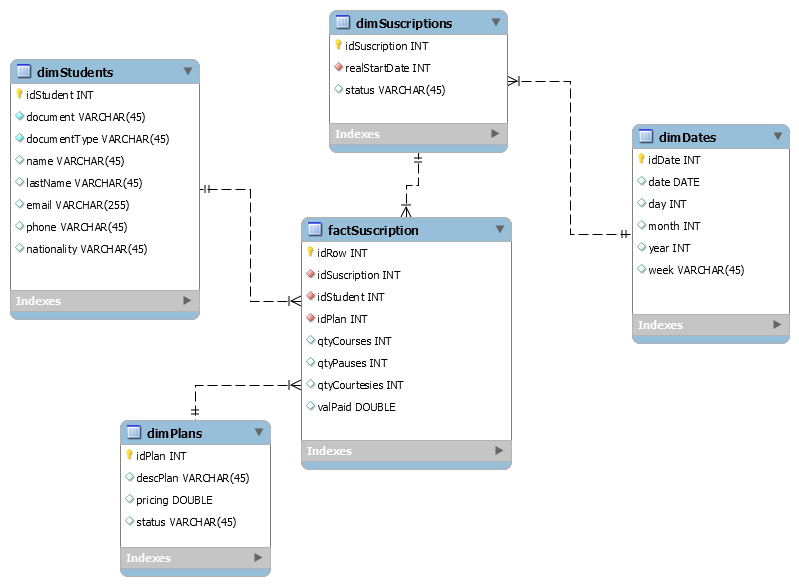 dimSuscriptions
idSuscription INT
realStartDate INT
status VARCHAR(45)
Indexes
dimStudents
idStudent INT
document VARCHAR(45)
documentType VARCHAR(45)
name VARCHAR(45)
lastName VARCHAR(45)
email VARCHAR(255)
phone VARCHAR(45)
nationality VARCHAR(45)
Indexes
dimDates
idDate INT
date DATE
day INT
month INT
year INT
week VARCHAR(45)
Indexes
factSuscription
idRow INT
idSuscription INT
idStudent INT
idPlan INT
qtyCourses INT
qtyPauses INT
qtyCourtesies INT
valPaid DOUBLE
Indexes
dimPlans
idPlan INT
descPlan VARCHAR(45)
pricing DOUBLE
status VARCHAR(45)
Indexes